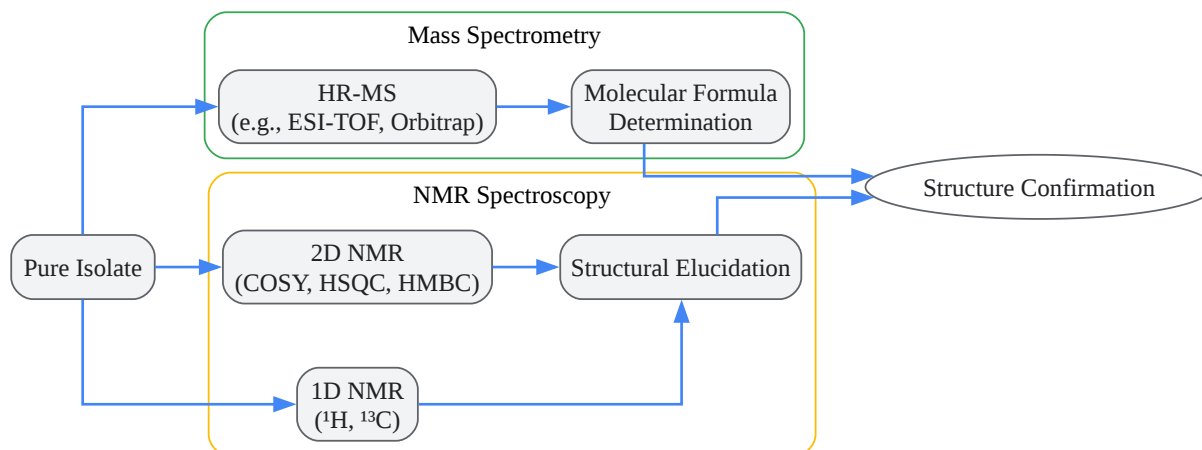 Mass Spectrometry
HR-MS
(e.g., ESI-TOF, Orbitrap)
Molecular Formula
Determination
Structure Confirmation
NMR Spectroscopy
Pure Isolate
2D NMR
(COSY, HSQC, HMBC)
Structural Elucidation
1D NMR
(¹H, ¹³C)